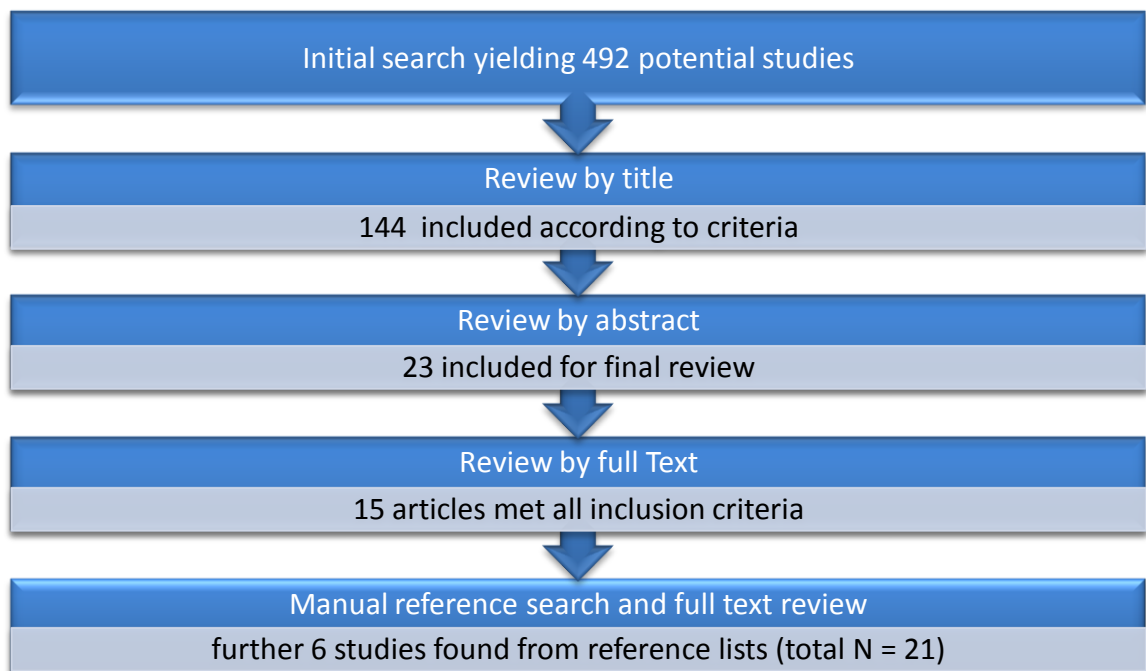 Initial search yielding 492 potential studies
Review by title
144 included according to criteria
Review by abstract
23 included for final review
Review by full Text
15 articles met all inclusion criteria
Manual reference search and full text review
further 6 studies found from reference lists (total N = 21)